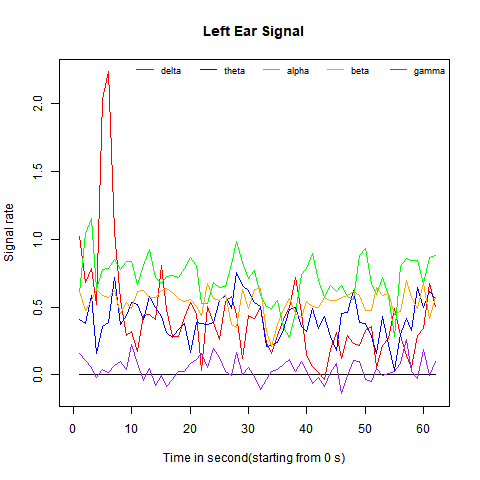 Left Ear Signal
delta theta alpha beta gamma
Signal rate
2.0
1.5
1.0
0.5
0.0
0 10 20 30 40 50 60
Time in second(starting from 0 s)